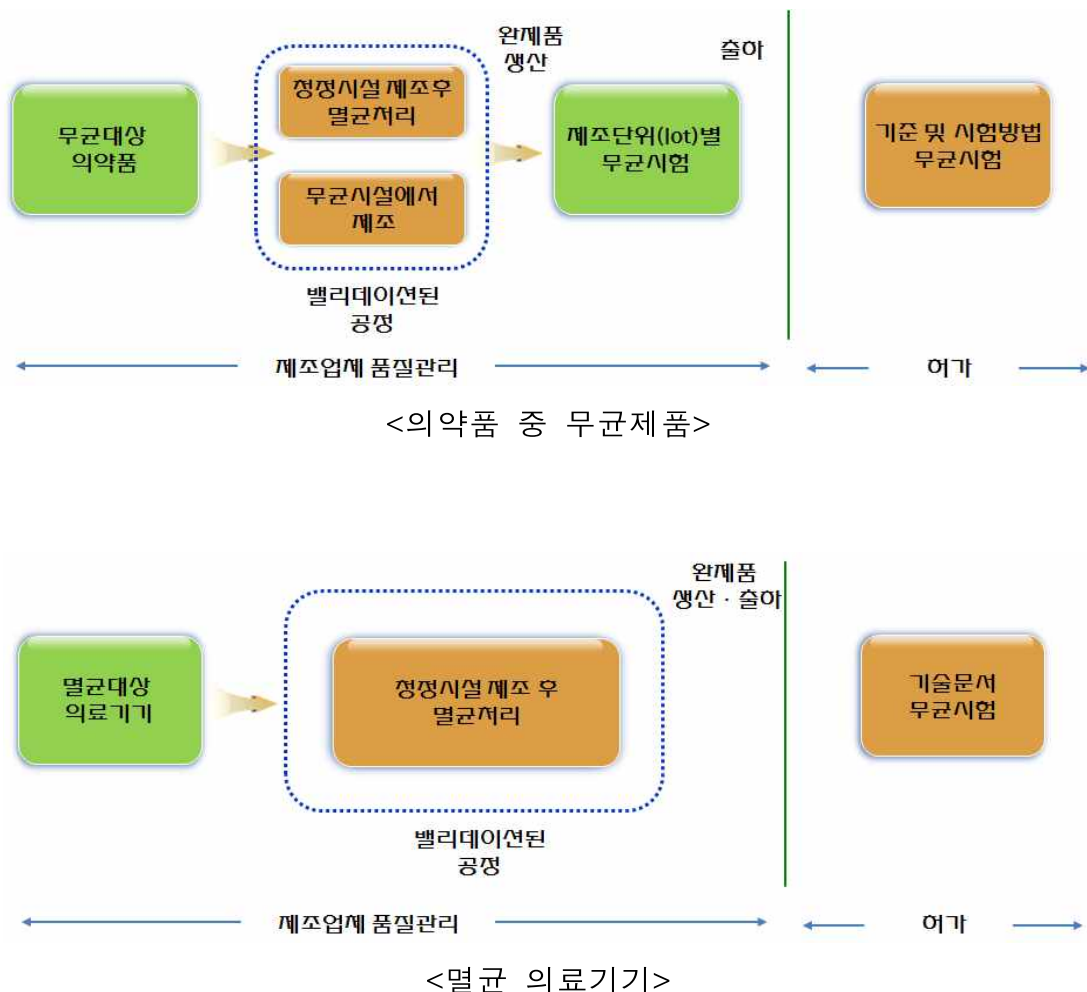 완제품
생산
출하
무균대상
의약품
청정시설 제조후
멸균처리
무균시설에서
제조
제조단위(lot)별
무균시험
기준 및 시험방법
무균시험
밸리데이션된
공정
제조업체 품질관리
허가
<의약품 중 무균제품>
완제품
생산 · 출하
멸균대상
의료기기
청정시설 제조 후
멸균처리
기술문서
무균시험
밸리데이션된
공정
제조업체 품질관리
허가
<멸균 의료기기>